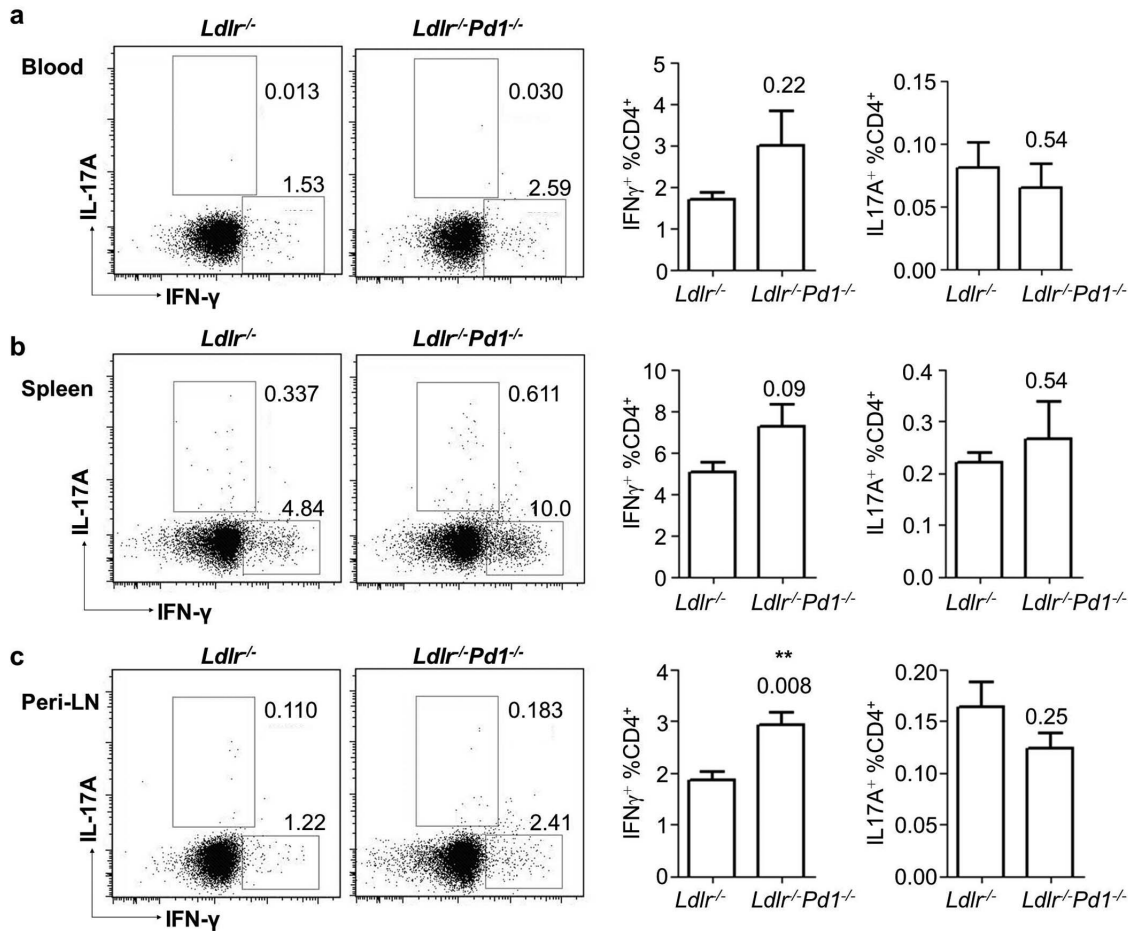 a
Ldlr-/-
Ldlr-/-Pd1-/-
Blood
0.013
0.030
1.53
2.59
IL-17A
IFN-γ
5
4
3
2
1
0
IFNγ+ %CD4+
0.22
Ldlr-/-
Ldlr-/-Pd1-/-
0.15
0.10
0.05
0.00
IL17A+ %CD4+
0.54
Ldlr-/-
Ldlr-/-Pd1-/-
b
Ldlr-/-
Ldlr-/-Pd1-/-
Spleen
0.337
0.611
4.84
10.0
IL-17A
IFN-γ
10
8
6
4
2
0
IFNγ+ %CD4+
0.09
Ldlr-/-
Ldlr-/-Pd1-/-
0.4
0.3
0.2
0.1
0.0
IL17A+ %CD4+
0.54
Ldlr-/-
Ldlr-/-Pd1-/-
c
Ldlr-/-
Ldlr-/-Pd1-/-
Peri-LN
0.110
0.183
1.22
2.41
IL-17A
IFN-γ
4
3
2
1
0
IFNγ+ %CD4+
**
0.008
Ldlr-/-
Ldlr-/-Pd1-/-
0.20
0.15
0.10
0.05
0.00
IL17A+ %CD4+
0.25
Ldlr-/-
Ldlr-/-Pd1-/-